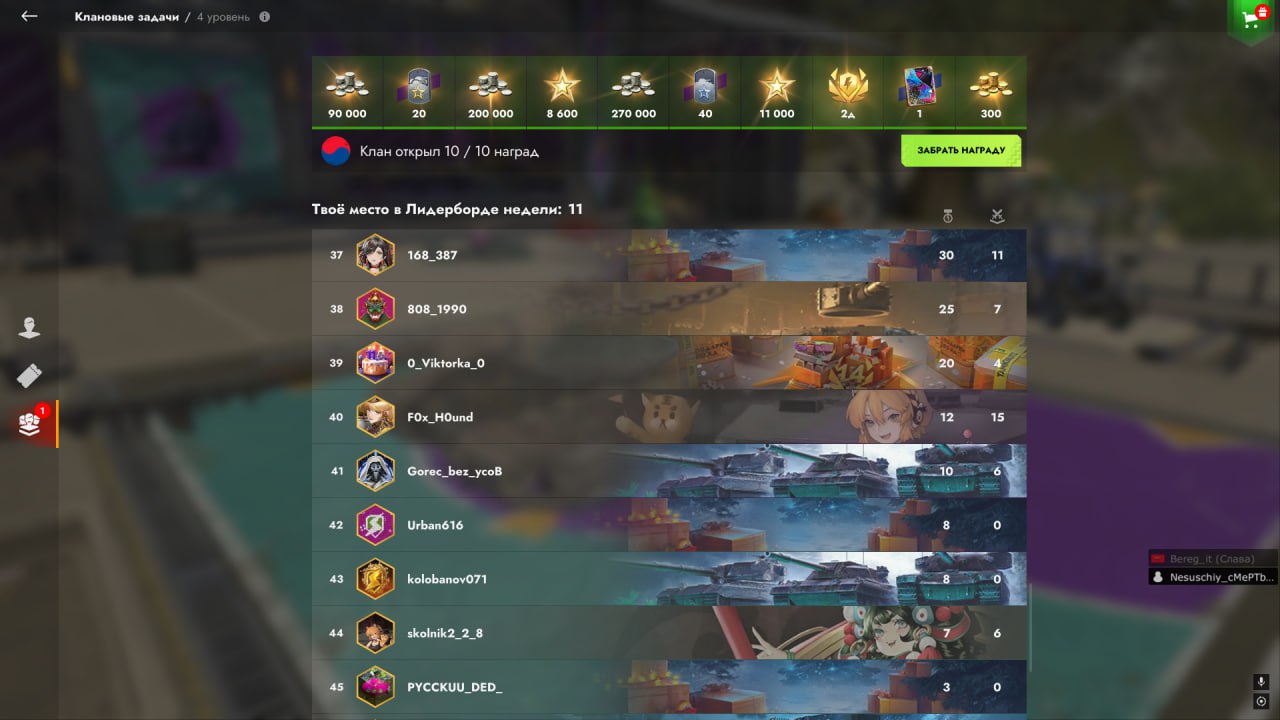 Клановые задачи / 4 уровень
90 000 20 200 000 8 600 270 000 40 11 000 2д 1 300
Клан открыл 10 / 10 наград
ЗАБРАТЬ НАГРАДУ
Твоё место в Лидерборде недели: 11
37 168_387 30 11
38 808_1990 25 7
39 0_Viktorka_0 20 4
40 F0x_H0und 12 15
41 Gorec_bez_ycoB 10 6
42 Urban616 8 0
43 kolobanov071 8 0
44 skolnik2_2_8 7 6
45 PYCCKUU_DED_ 3 0
1
Bereg_it (Слава)
Nesuschiy_cMePTb...